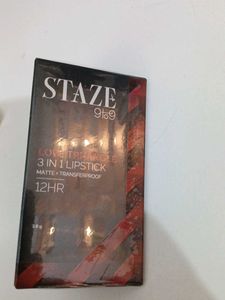 STAZE
9to9
3 IN 1 LIPSTICK
MATTE + TRANSFERPROOF
12HR